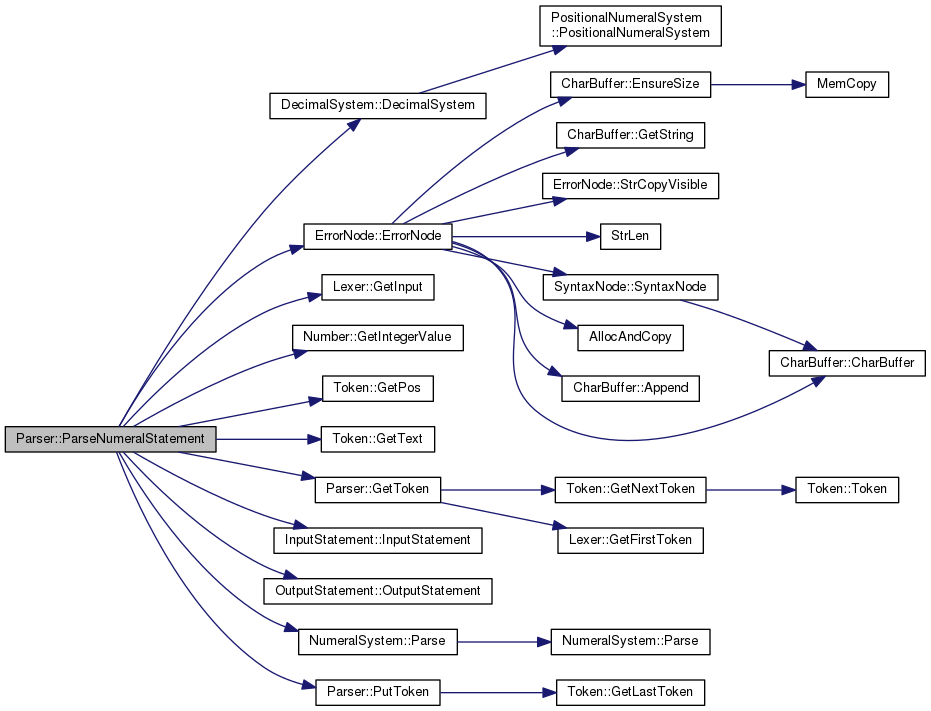 PositionalNumeralSystem
::PositionalNumeralSystem
DecimalSystem::DecimalSystem
CharBuffer::EnsureSize
MemCopy
CharBuffer::GetString
ErrorNode::StrCopyVisible
ErrorNode::ErrorNode
StrLen
Lexer::GetInput
SyntaxNode::SyntaxNode
Number::GetIntegerValue
AllocAndCopy
CharBuffer::CharBuffer
Token::GetPos
CharBuffer::Append
Parser::ParseNumeralStatement
Token::GetText
Parser::GetToken
Token::GetNextToken
Token::Token
InputStatement::InputStatement
Lexer::GetFirstToken
OutputStatement::OutputStatement
NumeralSystem::Parse
NumeralSystem::Parse
Parser::PutToken
Token::GetLastToken